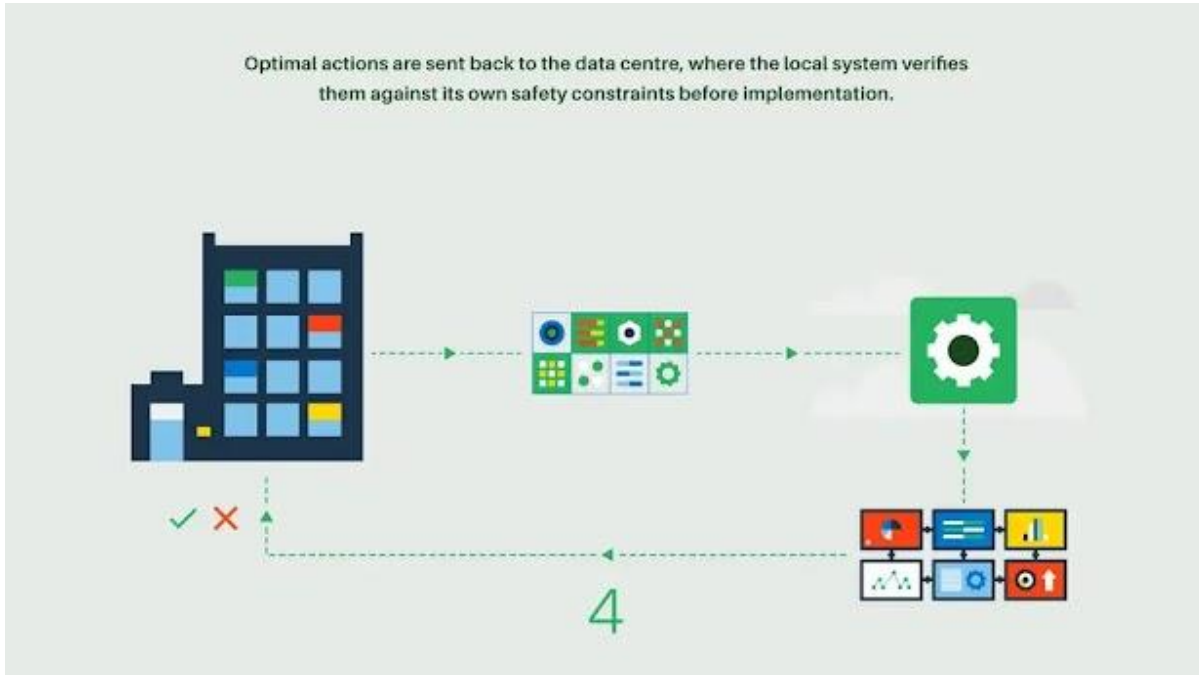 Optimal actions are sent back to the data centre, where the local system verifies
them against its own safety constraints before implementation.
4